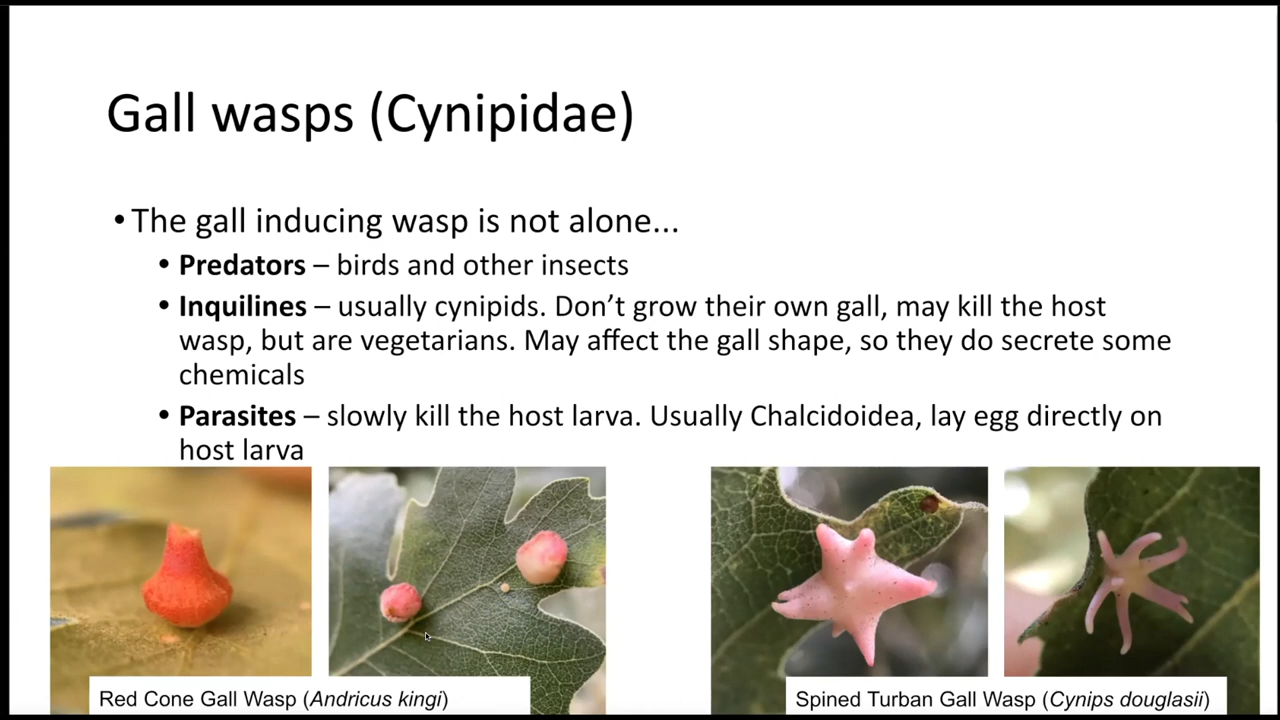 Gall wasps (Cynipidae)
• The gall inducing wasp is not alone...
• Predators – birds and other insects
• Inquilines – usually cynipids. Don't grow their own gall, may kill the host
wasp, but are vegetarians. May affect the gall shape, so they do secrete some
chemicals
• Parasites – slowly kill the host larva. Usually Chalcidoidea, lay egg directly on
host larva
Red Cone Gall Wasp (Andricus kingi)
Spined Turban Gall Wasp (Cynips douglasii)